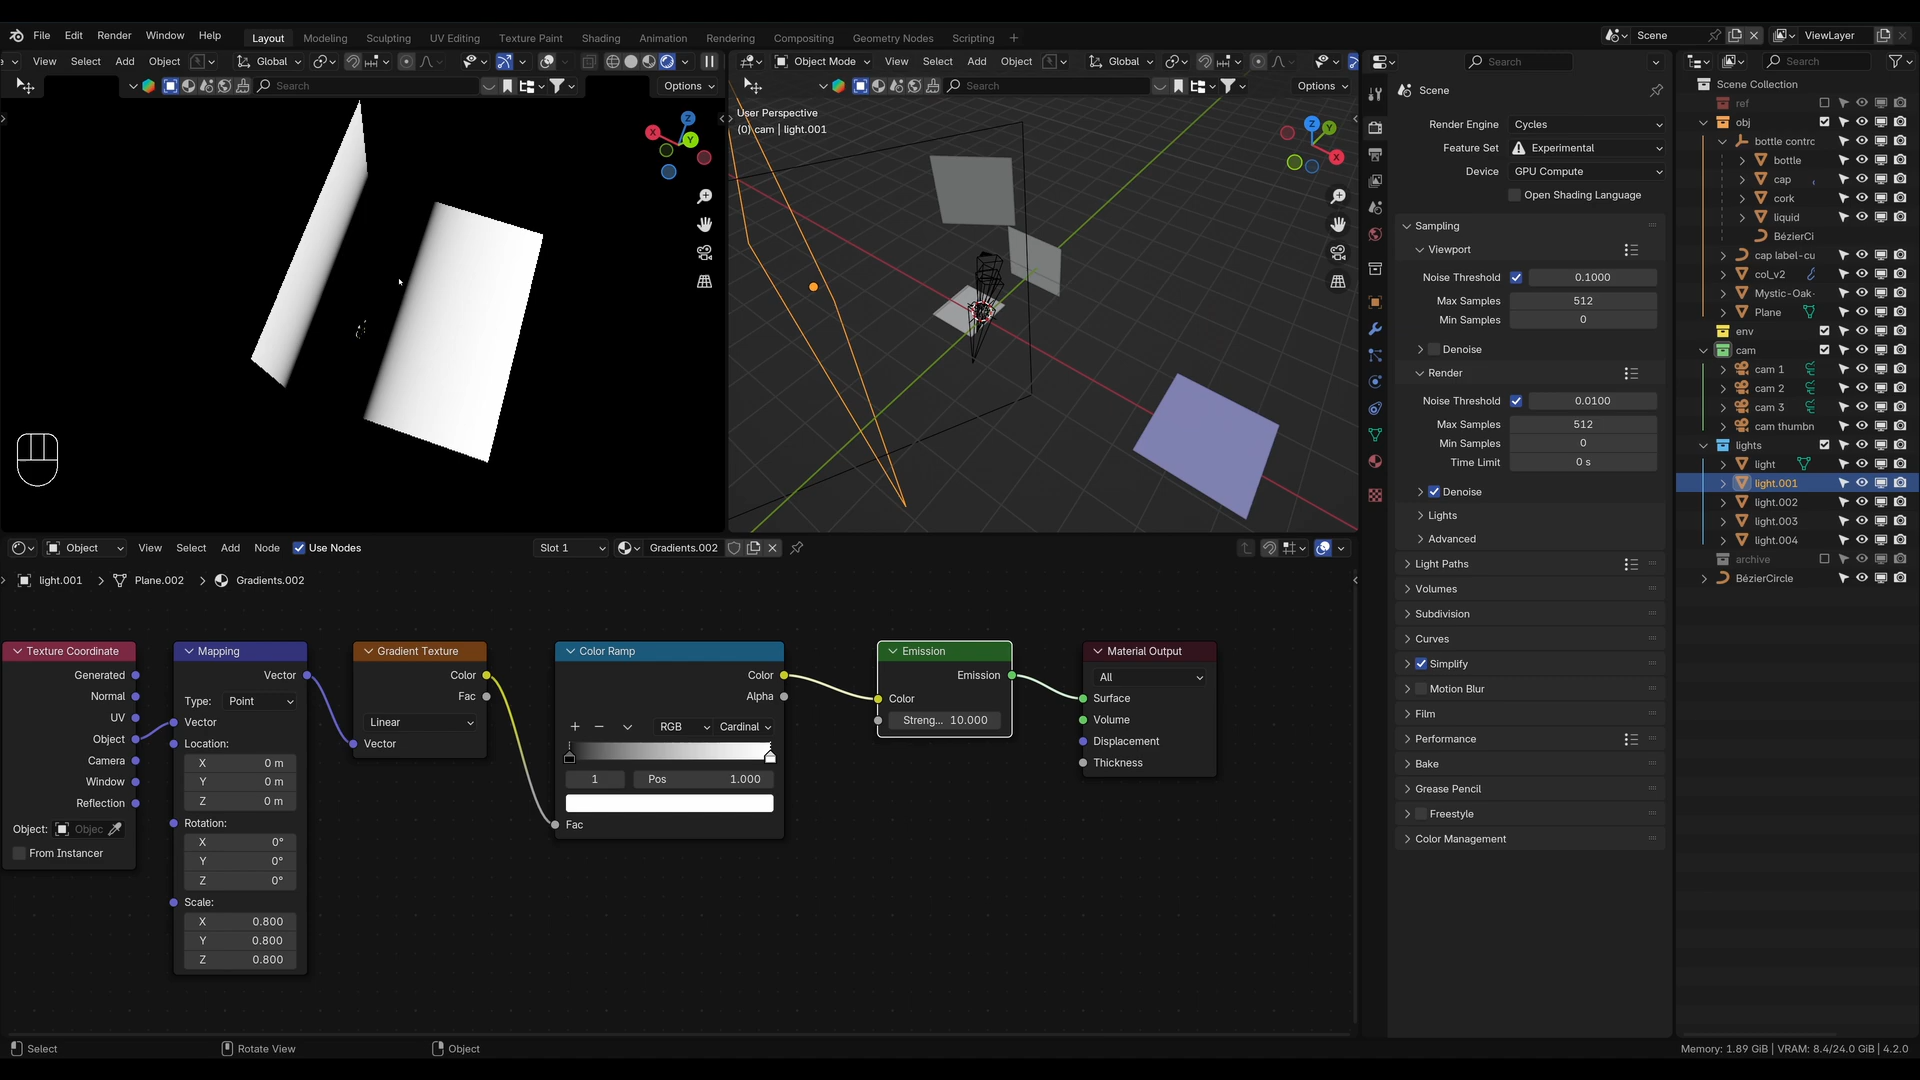 File Edit Render Window Help Layout Modeling Sculpting UV Editing Texture Paint Shading Animation Rendering Compositing Geometry Nodes Scripting + Scene ViewLayer
View Select Add Object Global
Search Options
Object Mode View Select Add Object Global
Search Options
User Perspective
(0) cam | light.001
Z
X
Y
Z
Y
X
Object View Select Add Node Use Nodes Slot 1 Gradients.002
light.001 > Plane.002 > Gradients.002
Texture Coordinate
Generated
Normal
UV
Object
Camera
Window
Reflection
Object: Objec
From Instancer
Mapping
Vector
Type: Point
Vector
Location:
X 0 m
Y 0 m
Z 0 m
Rotation:
X 0°
Y 0°
Z 0°
Scale:
X 0.800
Y 0.800
Z 0.800
Gradient Texture
Color
Fac
Linear
Vector
Color Ramp
Color
Alpha
+ − RGB Cardinal
1 Pos 1.000
Fac
Emission
Emission
Color
Streng... 10.000
Material Output
All
Surface
Volume
Displacement
Thickness
Search
Scene
Render Engine Cycles
Feature Set Experimental
Device GPU Compute
Open Shading Language
Sampling
Viewport
Noise Threshold 0.1000
Max Samples 512
Min Samples 0
Denoise
Render
Noise Threshold 0.0100
Max Samples 512
Min Samples 0
Time Limit 0 s
Denoise
Lights
Advanced
Light Paths
Volumes
Subdivision
Curves
Simplify
Motion Blur
Film
Performance
Bake
Grease Pencil
Freestyle
Color Management
Search
Scene Collection
ref
obj
bottle contrc
bottle
cap
cork
liquid
BézierCi
cap label-cu
col_v2
Mystic-Oak-
Plane
env
cam
cam 1
cam 2
cam 3
cam thumbn
lights
light
light.001
light.002
light.003
light.004
archive
BézierCircle
Select Rotate View Object Memory: 1.89 GiB | VRAM: 8.4/24.0 GiB | 4.2.0